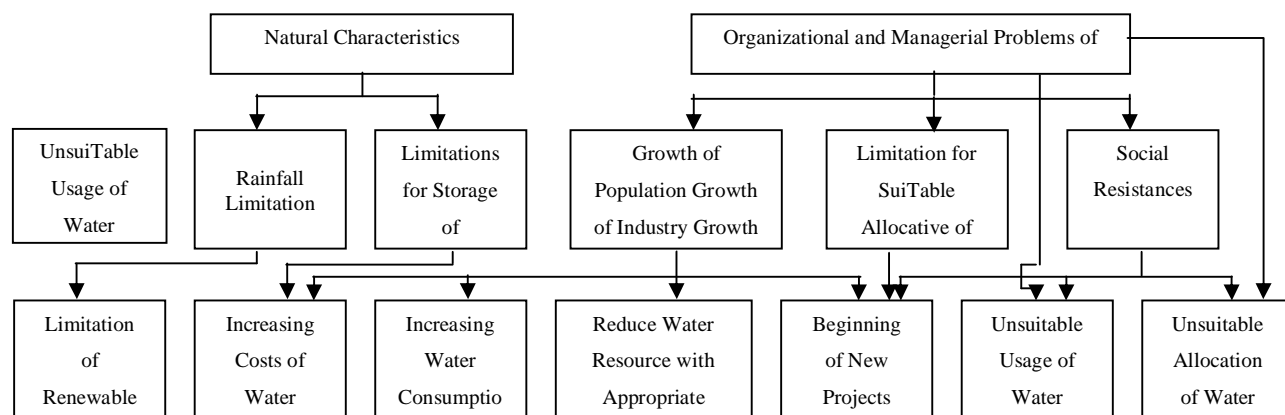 Natural Characteristics
Organizational and Managerial Problems of
UnsuiTable
Usage of
Water
Rainfall
Limitation
Limitations
for Storage
of
Growth of
Population Growth
of Industry Growth
Limitation for
SuiTable
Allocative of
Social
Resistances
Limitation
of
Renewable
Increasing
Costs of
Water
Increasing
Water
Consumptio
Reduce Water
Resource with
Appropriate
Beginning
of New
Projects
Unsuitable
Usage of
Water
Unsuitable
Allocation
of Water